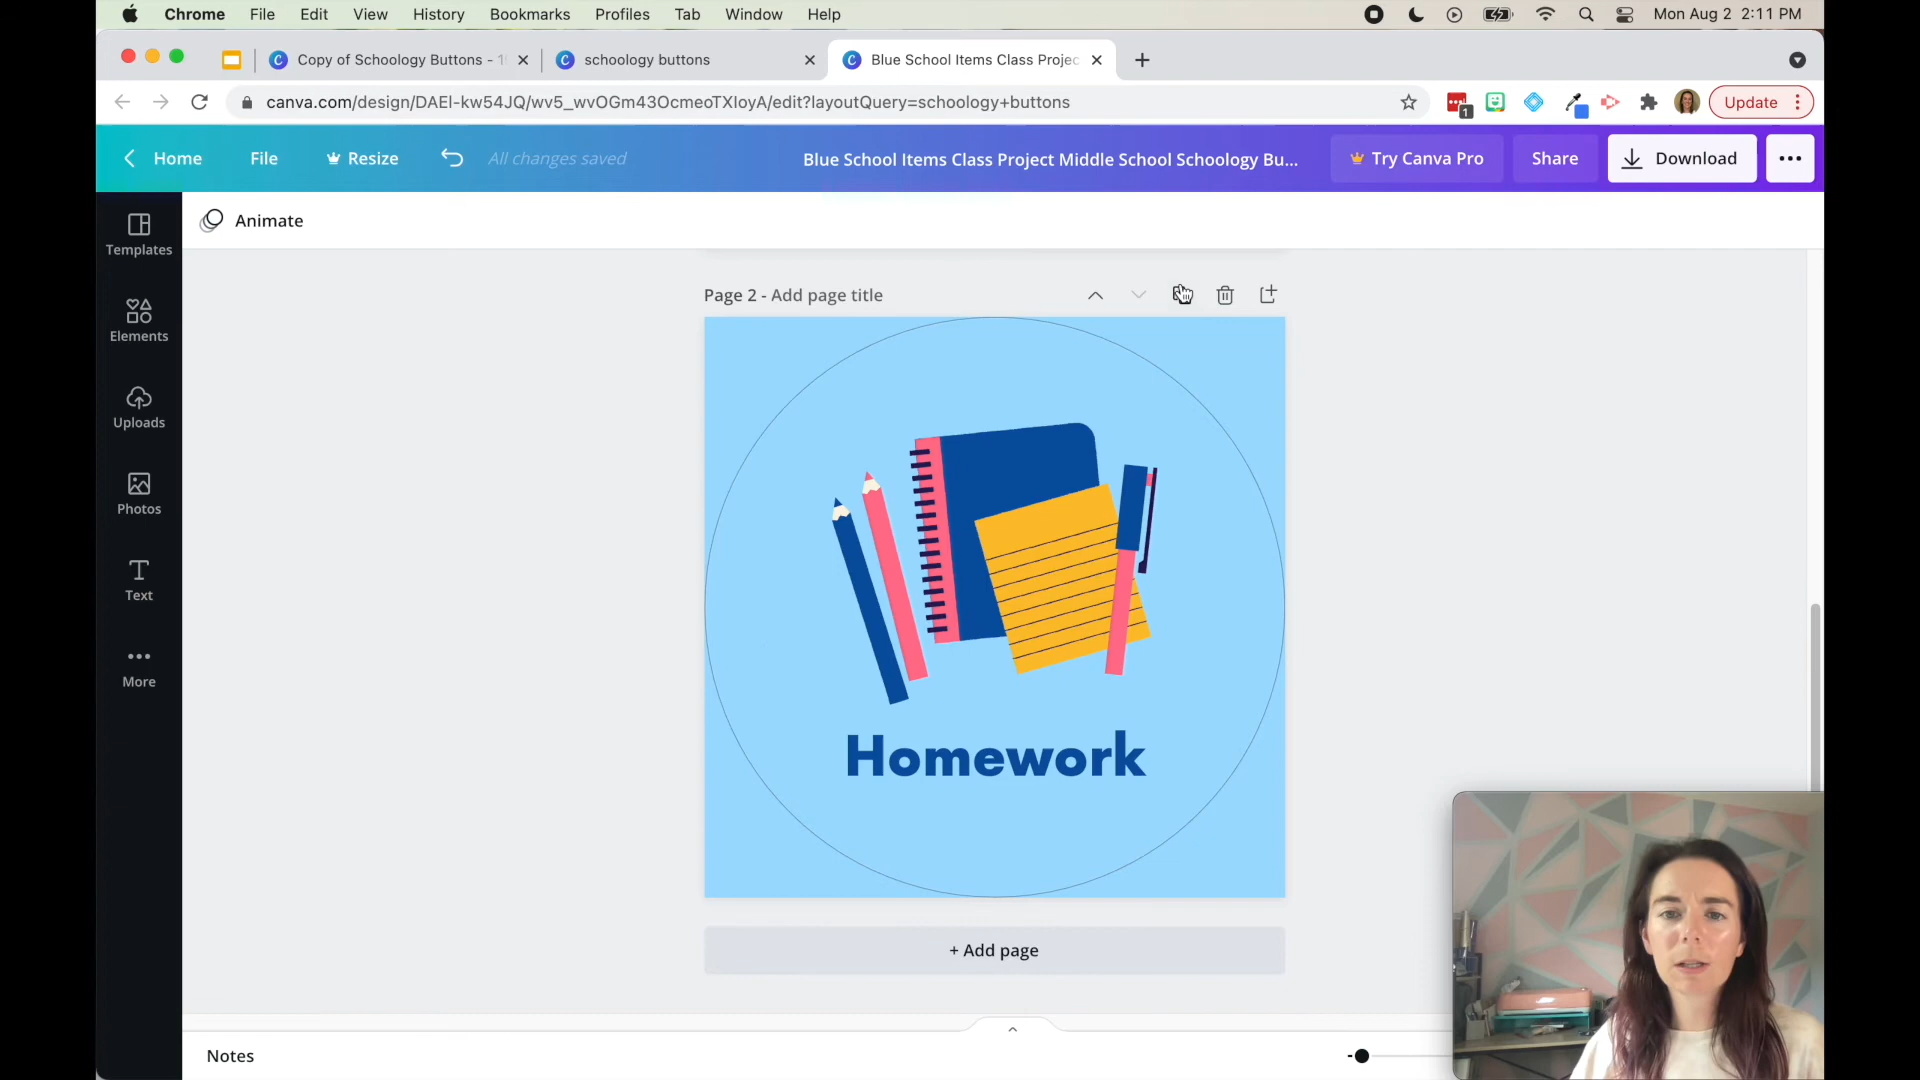 Chrome File Edit View History Bookmarks Profiles Tab Window Help Mon Aug 2 2:11 PM
Copy of Schoology Buttons - schoology buttons Blue School Items Class Projec
canva.com/design/DAEl-kw54JQ/wv5_wvOGm43OcmeoTXIoyA/edit?layoutQuery=schoology+buttons 1 Update
Home File Resize All changes saved Blue School Items Class Project Middle School Schoology Bu... Try Canva Pro Share Download
Animate
Templates
Elements
Uploads
Photos
Text
More
Page 2 - Add page title
Homework
+ Add page
Notes